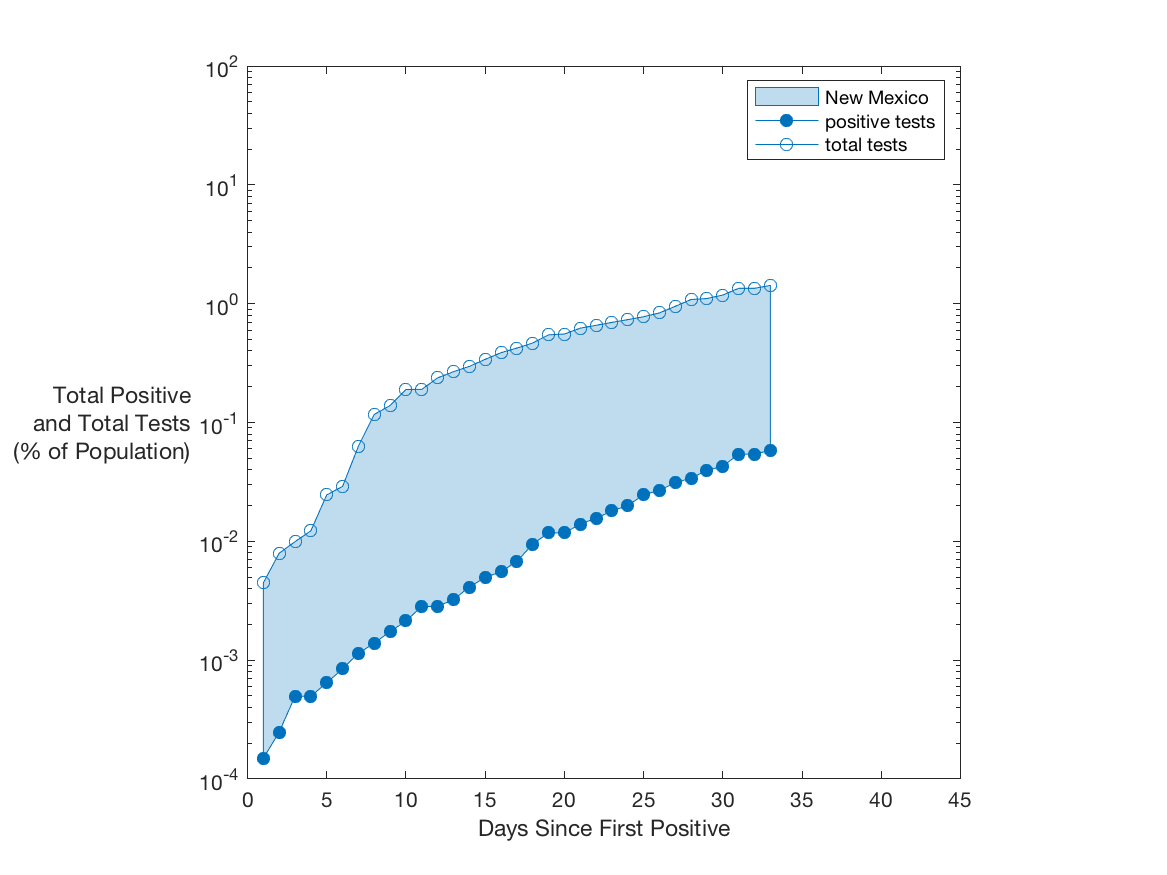 10^2
10^1
10^0
10^-1
10^-2
10^-3
10^-4
Total Positive
and Total Tests
(% of Population)
New Mexico
positive tests
total tests
0 5 10 15 20 25 30 35 40 45
Days Since First Positive